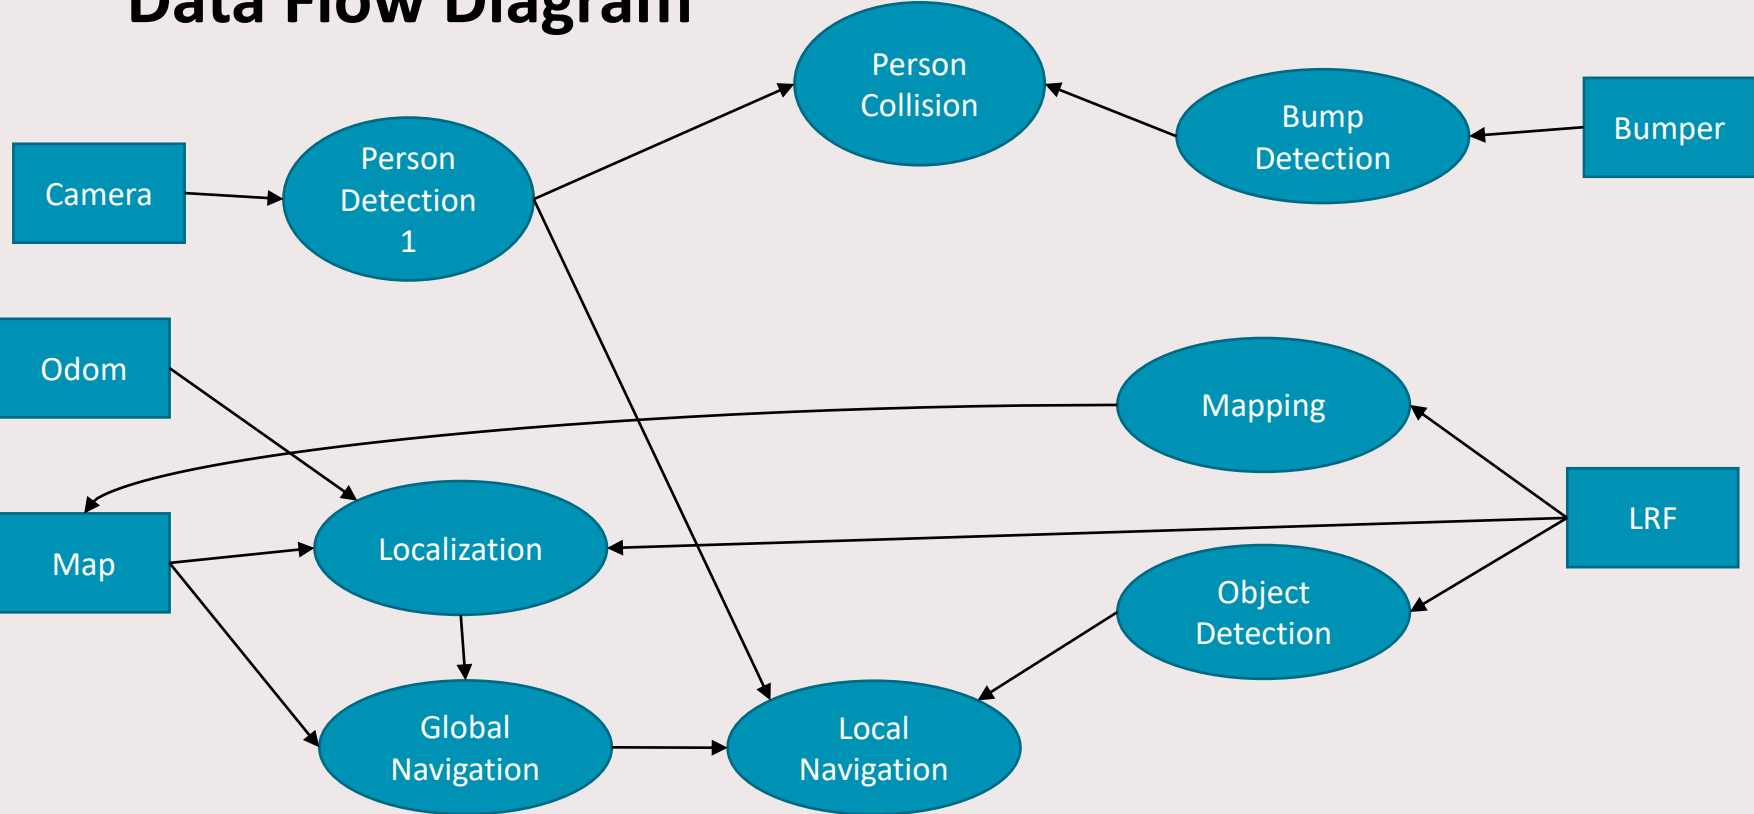 Data Flow Diagram
Person
Collision
Bump
Detection
Bumper
Person
Detection
1
Camera
Odom
Mapping
LRF
Map
Localization
Object
Detection
Global
Navigation
Local
Navigation